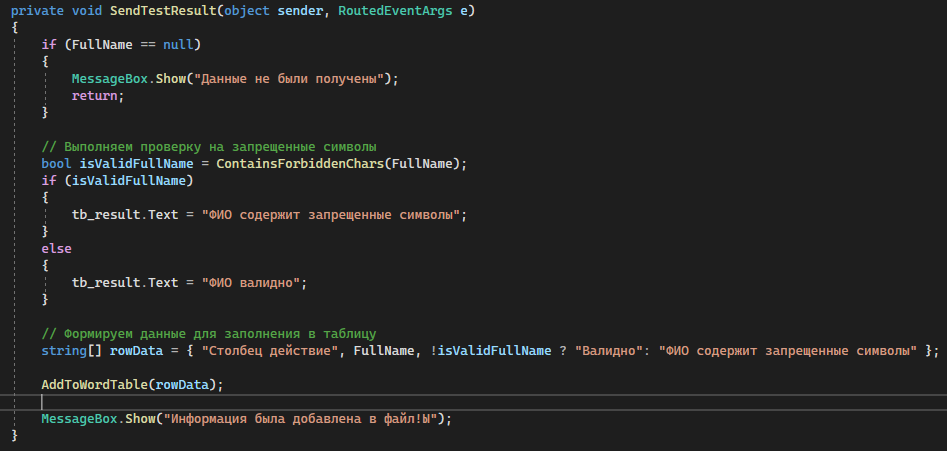 private void SendTestResult(object sender, RoutedEventArgs e)
{
if (FullName == null)
{
MessageBox.Show("Данные не были получены");
return;
}
// Выполняем проверку на запрещенные символы
bool isValidFullName = ContainsForbiddenChars(FullName);
if (isValidFullName)
{
tb_result.Text = "ФИО содержит запрещенные символы";
}
else
{
tb_result.Text = "ФИО валидно";
}
// Формируем данные для заполнения в таблицу
string[] rowData = { "Столбец действие", FullName, !isValidFullName ? "Валидно": "ФИО содержит запрещенные символы" };
AddToWordTable(rowData);
MessageBox.Show("Информация была добавлена в файл!Ы");
}